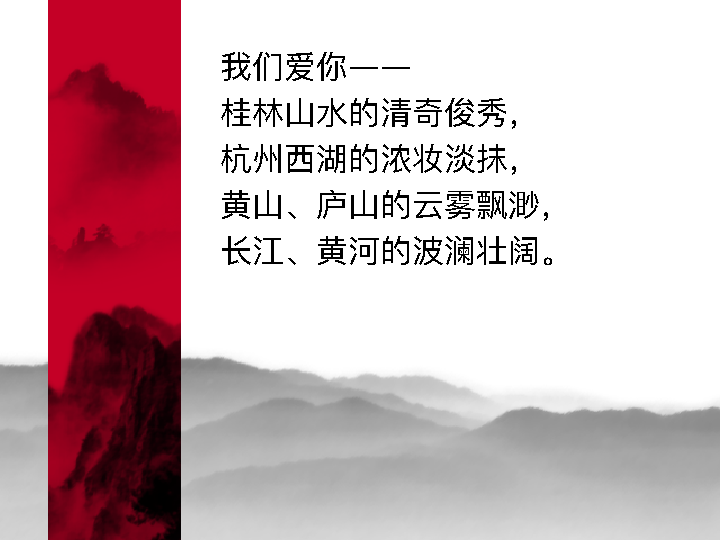 我们爱你——
桂林山水的清奇俊秀，
杭州西湖的浓妆淡抹，
黄山、庐山的云雾飘渺，
长江、黄河的波澜壮阔。